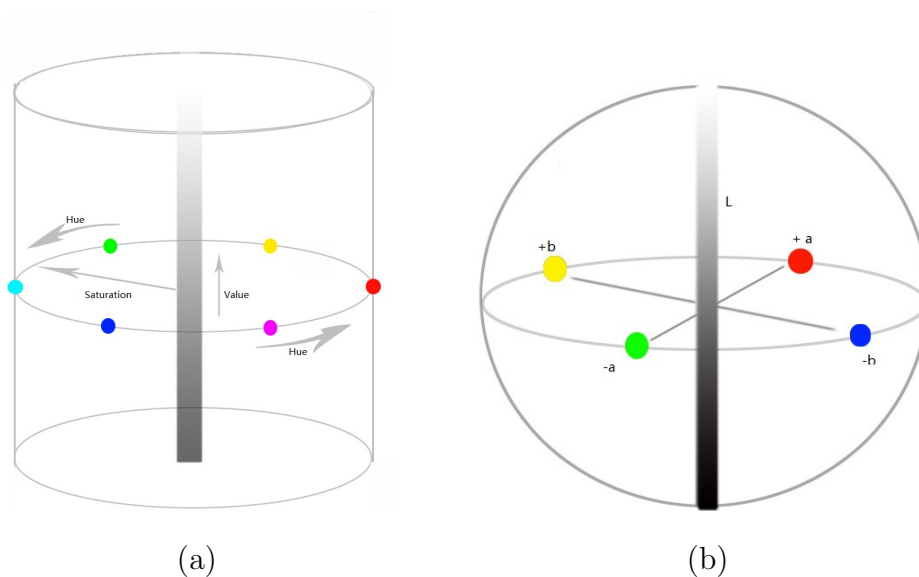 Hue
Saturation
Value
Hue
(a)
L
+b
+ a
-a
-b
(b)